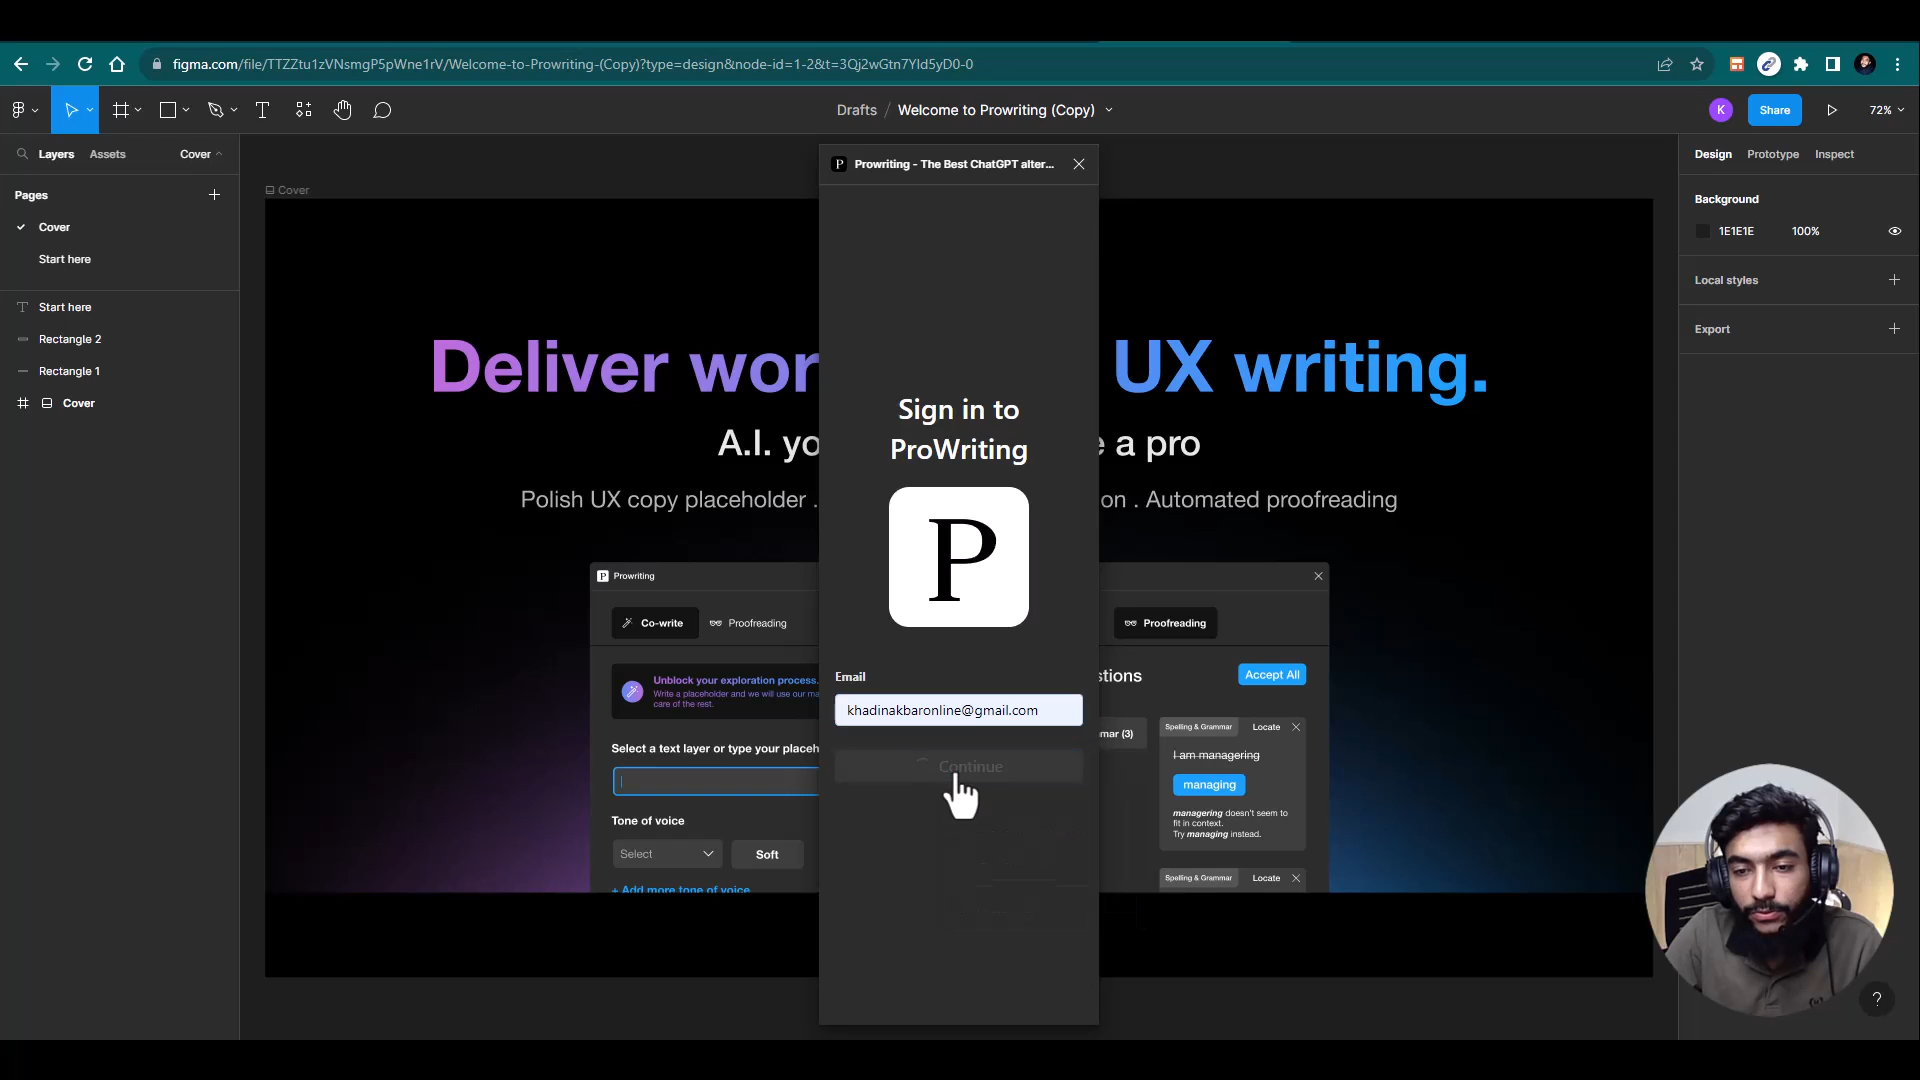 figma.com/file/TTZZtu1zVNsmgP5pWne1rV/Welcome-to-Prowriting-(Copy)?type=design&node-id=1-2&t=3Qj2wGtn7Yld5yD0-0
Drafts / Welcome to Prowriting (Copy)
K
Share
72%
Layers
Assets
Cover
Pages
Cover
Start here
Start here
Rectangle 2
Rectangle 1
Cover
Cover
Deliver wor
UX writing.
A.I. yo
e a pro
Polish UX copy placeholder .
on . Automated proofreading
P Prowriting
Co-write
Proofreading
Unblock your exploration process.
Write a placeholder and we will use our ma
care of the rest.
Select a text layer or type your placeh
Tone of voice
Select
Soft
+ Add more tone of voice
P Prowriting - The Best ChatGPT alter...
Sign in to
ProWriting
P
Email
khadinakbaronline@gmail.com
Continue
Proofreading
stions
Accept All
mar (3)
Spelling & Grammar
Locate
I am managering
managing
managering doesn't seem to
fit in context.
Try managing instead.
Spelling & Grammar
Locate
Design
Prototype
Inspect
Background
1E1E1E
100%
Local styles
Export
?